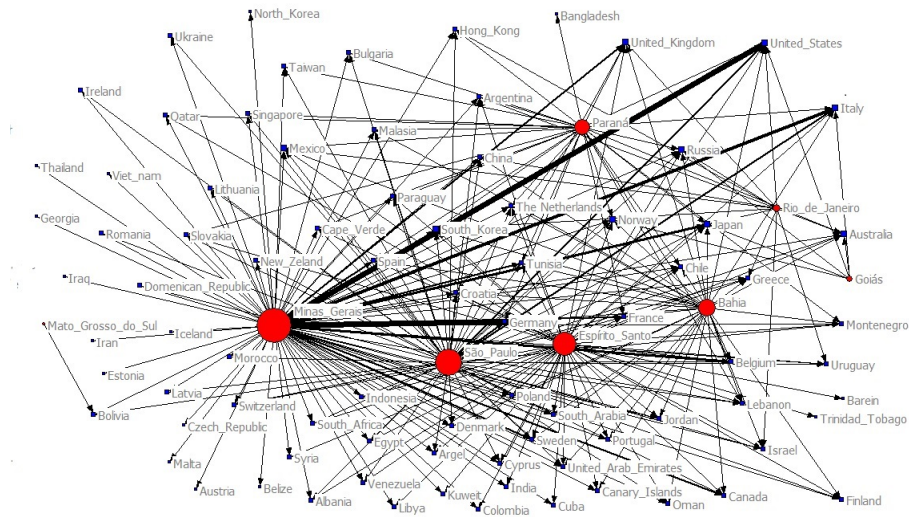 North_Korea
Bangladesh
Ukraine
Hong_Kong
United_Kingdom
United_States
Bulgaria
Taiwan
Ireland
Argentina
Italy
Qatar
Singapore
Paraná
Malasia
Mexico
China
Russia
Thailand
Viet_nam
Lithuania
Paraguay
The Netherlands
Rio_de_Janeiro
Georgia
Norway
Romania
Slovakia
Cape_Verde
South_Korea
Japan
Australia
New_Zeland
Spain
Tunisia
Chile
Iraq
Domenican_Republic
Greece
Goiás
Croatia
Minas_Gerais
Bahia
Mato_Grosso_do_Sul
Iceland
Germany
France
Montenegro
Iran
Espírito_Santo
Morocco
São_Paulo
Belgium
Uruguay
Estonia
Latvia
Indonesia
Poland
Barein
Switzerland
Lebanon
Bolivia
South_Arabia
Jordan
Trinidad_Tobago
Czech_Republic
South_Africa
Denmark
Egypt
Sweden
Portugal
Israel
Syria
Argel
Malta
Cyprus
United_Arab_Emirates
Venezuela
Austria
Belize
India
Canary_Islands
Kuweit
Canada
Albania
Finland
Libya
Colombia
Cuba
Oman